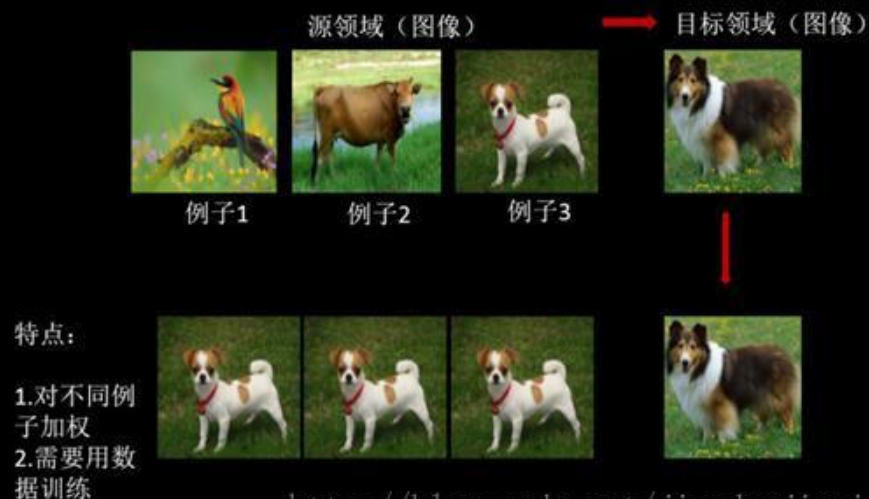 源领域（图像）
目标领域（图像）
例子1
例子2
例子3
特点：
1.对不同例
子加权
2.需要用数
据训练